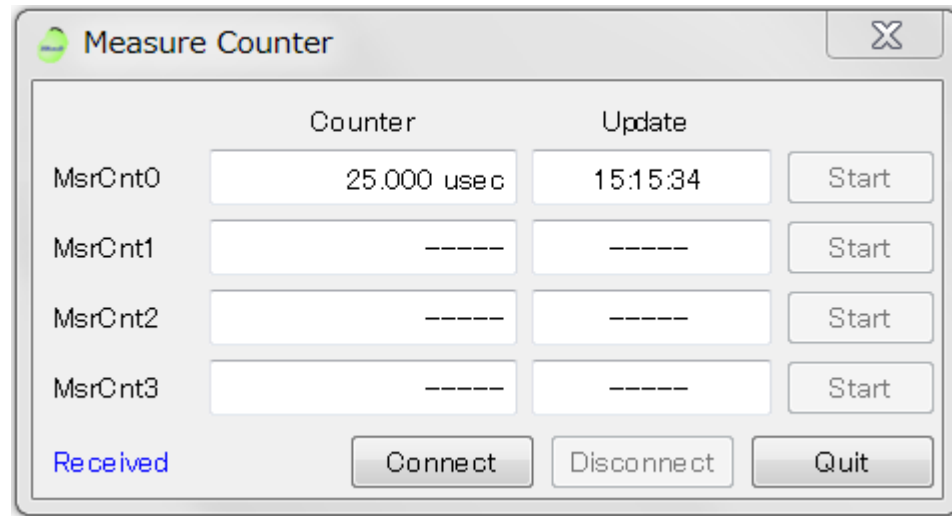 Measure Counter
Counter Update
MsrCnt0 25.000 usec 15:15:34 Start
MsrCnt1 ----- ----- Start
MsrCnt2 ----- ----- Start
MsrCnt3 ----- ----- Start
Received Connect Disconnect Quit